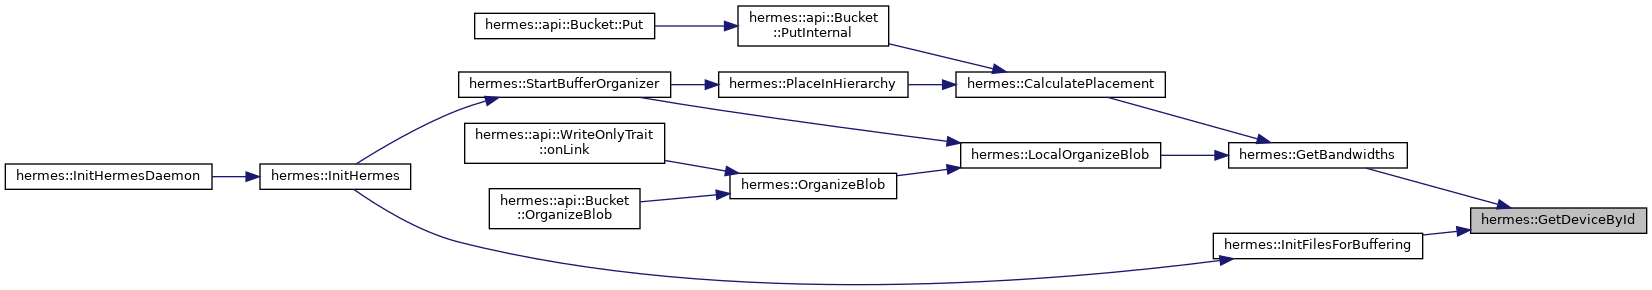 hermes::api::Bucket::Put
hermes::api::Bucket
::PutInternal
hermes::StartBufferOrganizer
hermes::PlaceInHierarchy
hermes::CalculatePlacement
hermes::api::WriteOnlyTrait
::onLink
hermes::LocalOrganizeBlob
hermes::GetBandwidths
hermes::InitHermesDaemon
hermes::InitHermes
hermes::OrganizeBlob
hermes::api::Bucket
::OrganizeBlob
hermes::GetDeviceById
hermes::InitFilesForBuffering